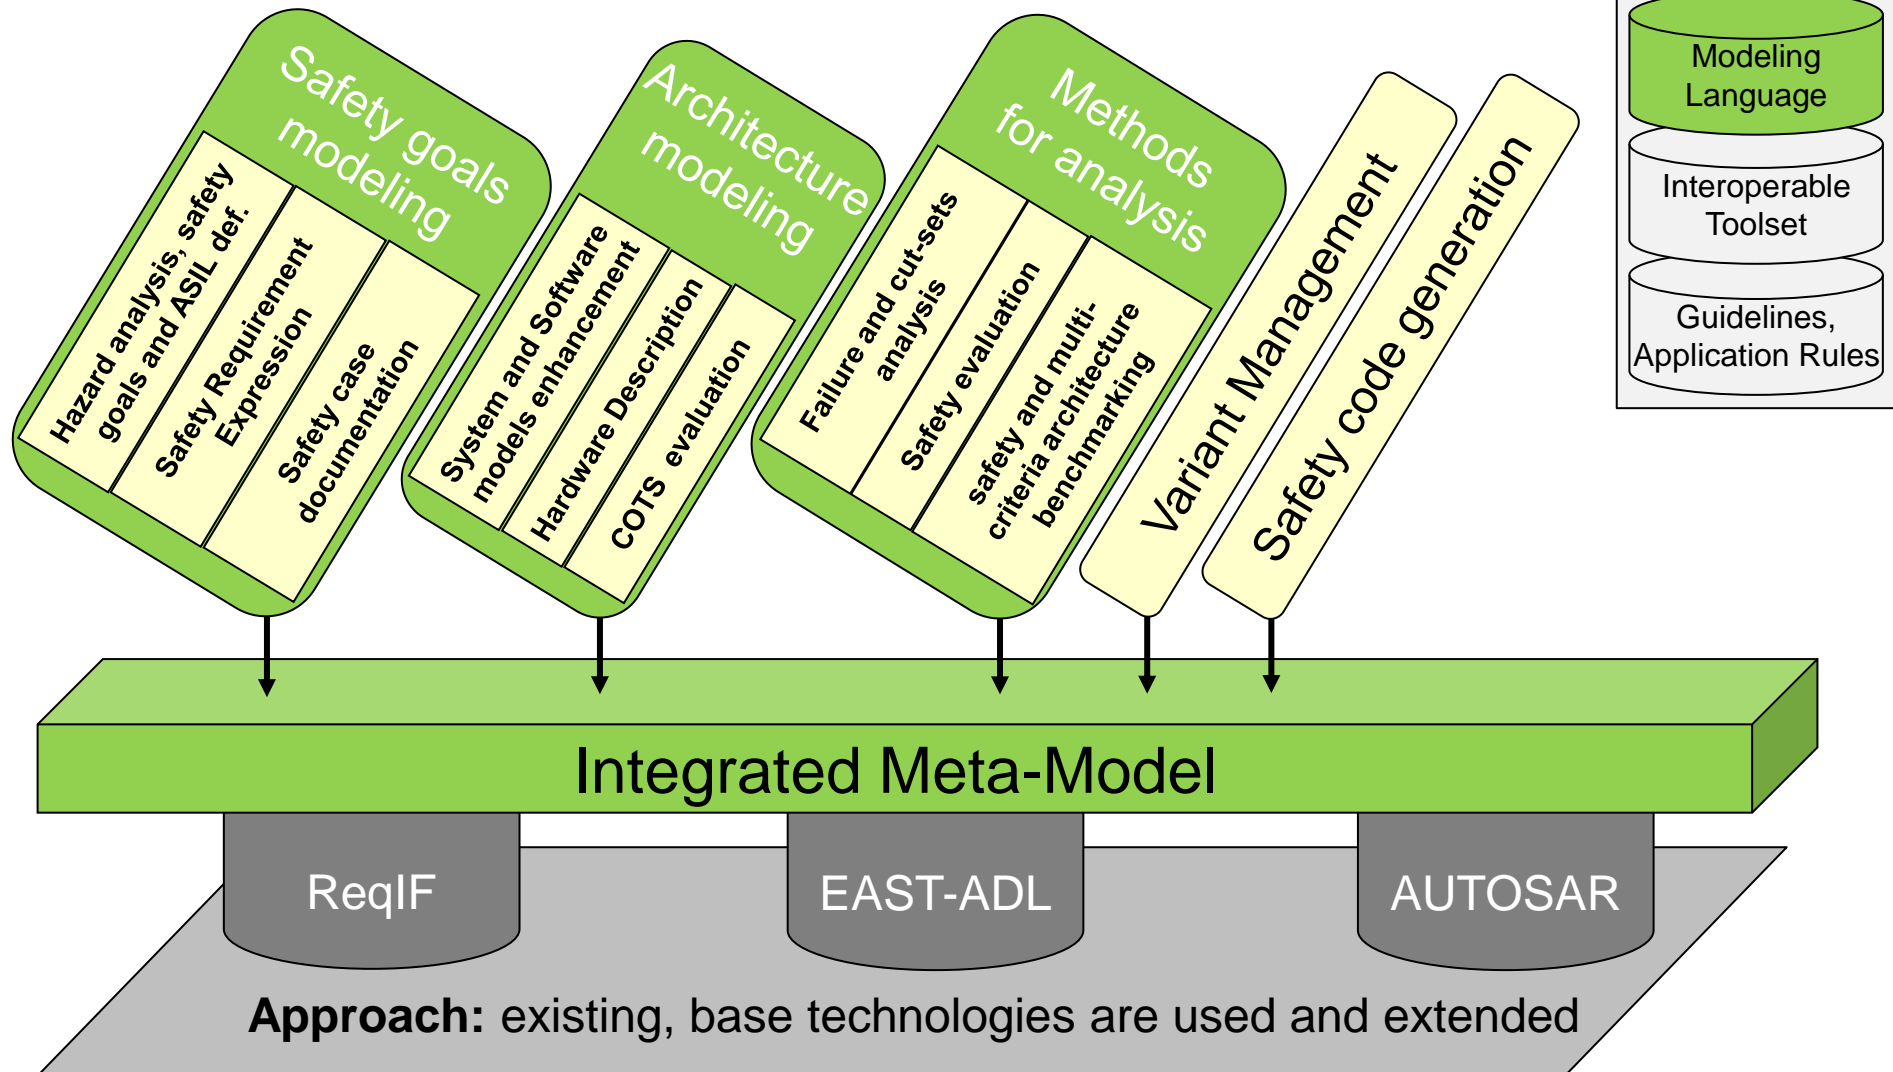 Safety goals
modeling
Hazard analysis, safety
goals and ASIL def.
Safety Requirement
Expression
Safety case
documentation
Architecture
modeling
System and Software
models enhancement
Hardware Description
COTS evaluation
Methods
for analysis
Failure and cut-sets
analysis
Safety evaluation
safety and multi-
criteria architecture
benchmarking
Variant Management
Safety code generation
Modeling
Language
Interoperable
Toolset
Guidelines,
Application Rules
Integrated Meta-Model
ReqIF
EAST-ADL
AUTOSAR
Approach: existing, base technologies are used and extended